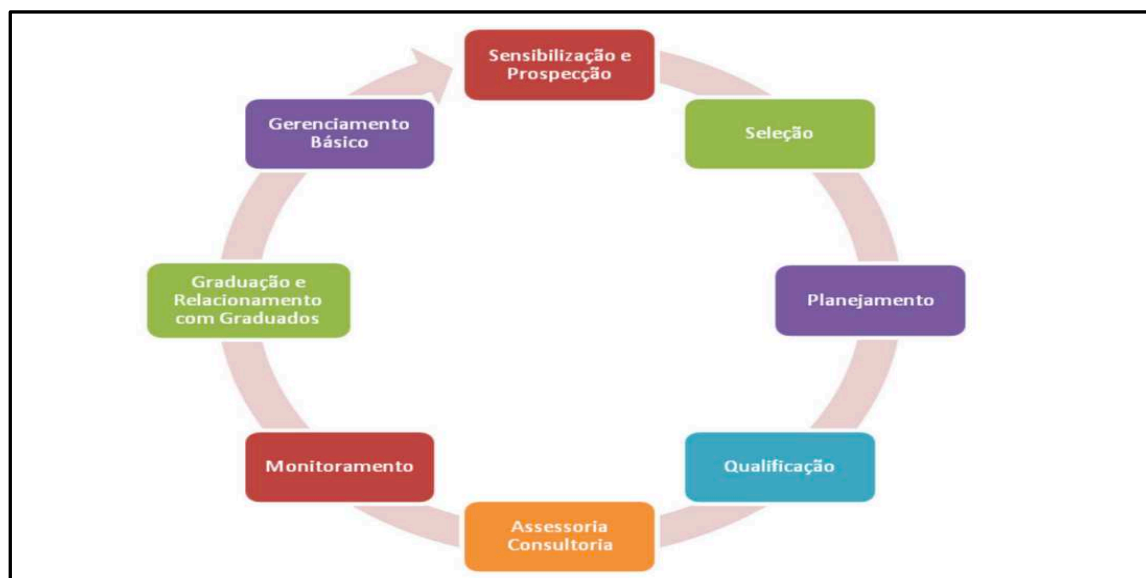 Sensibilização e
Prospecção
Seleção
Planejamento
Qualificação
Assessoria
Consultoria
Monitoramento
Graduação e
Relacionamento
com Graduados
Gerenciamento
Básico